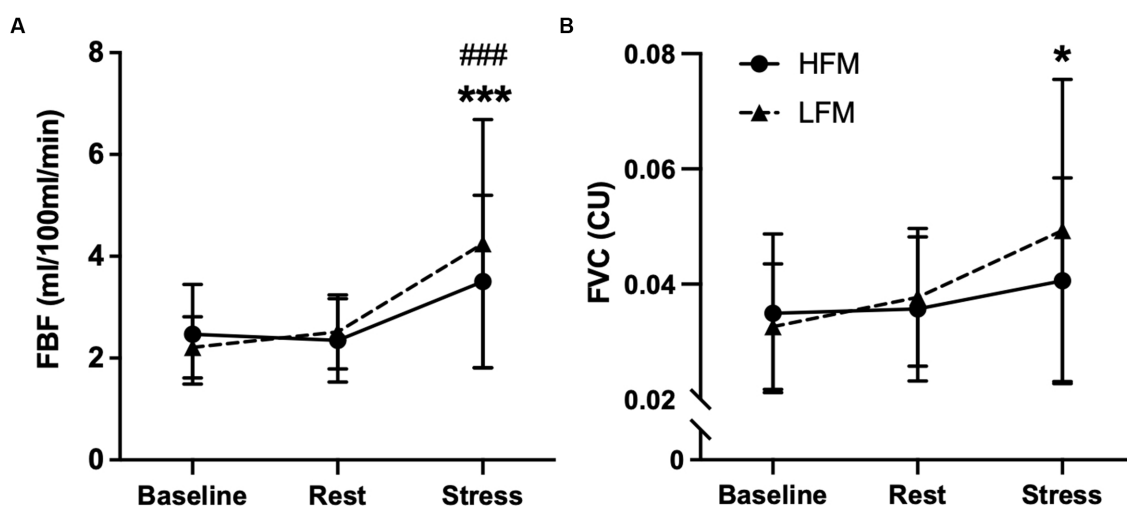 A
FBF (ml/100ml/min)
8
6
4
2
0
###
***
Baseline Rest Stress
B
FVC (CU)
0.08
0.06
0.04
0.02
0
HFM
LFM
*
Baseline Rest Stress